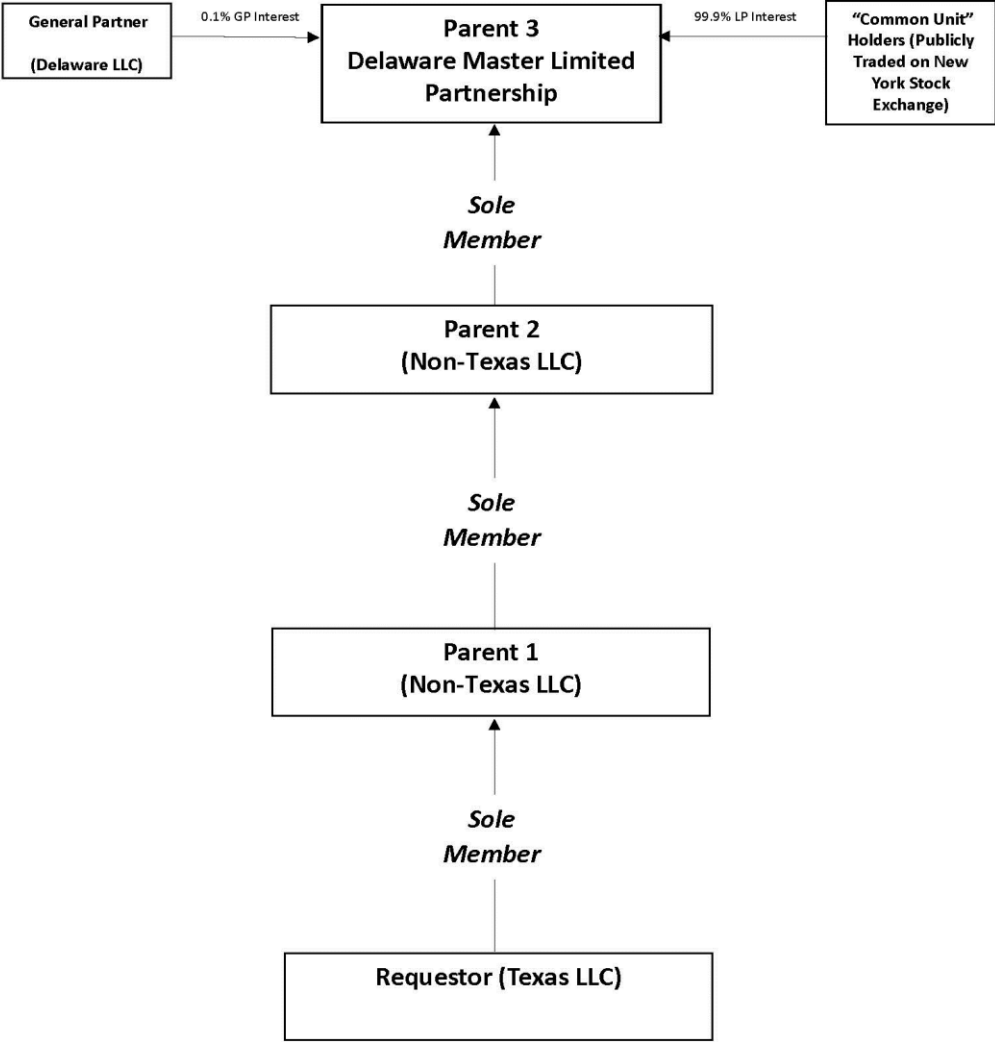 General Partner
(Delaware LLC)
0.1% GP Interest
Parent 3
Delaware Master Limited
Partnership
99.9% LP Interest
“Common Unit”
Holders (Publicly
Traded on New
York Stock
Exchange)
Sole
Member
Parent 2
(Non-Texas LLC)
Sole
Member
Parent 1
(Non-Texas LLC)
Sole
Member
Requestor (Texas LLC)